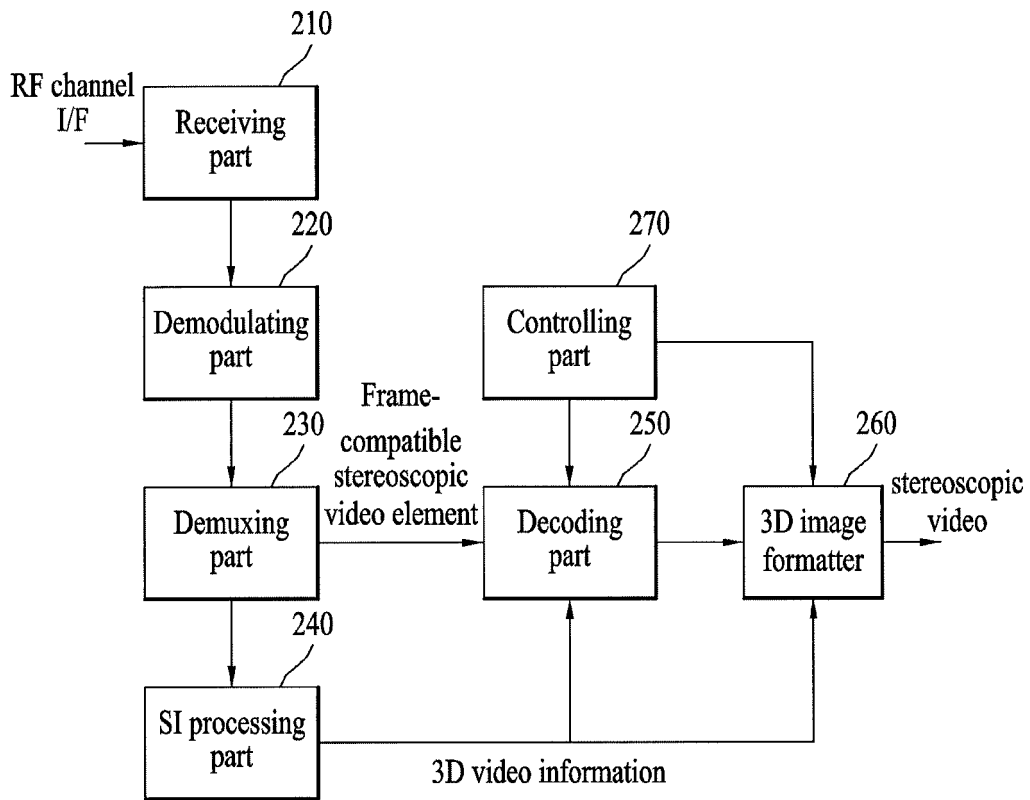 210
RF channel
I/F
Receiving
part
220
270
Demodulating
part
Controlling
part
Frame-
compatible
stereoscopic
video element
230
250
260
Demuxing
part
Decoding
part
3D image
formatter
stereoscopic
video
240
SI processing
part
3D video information